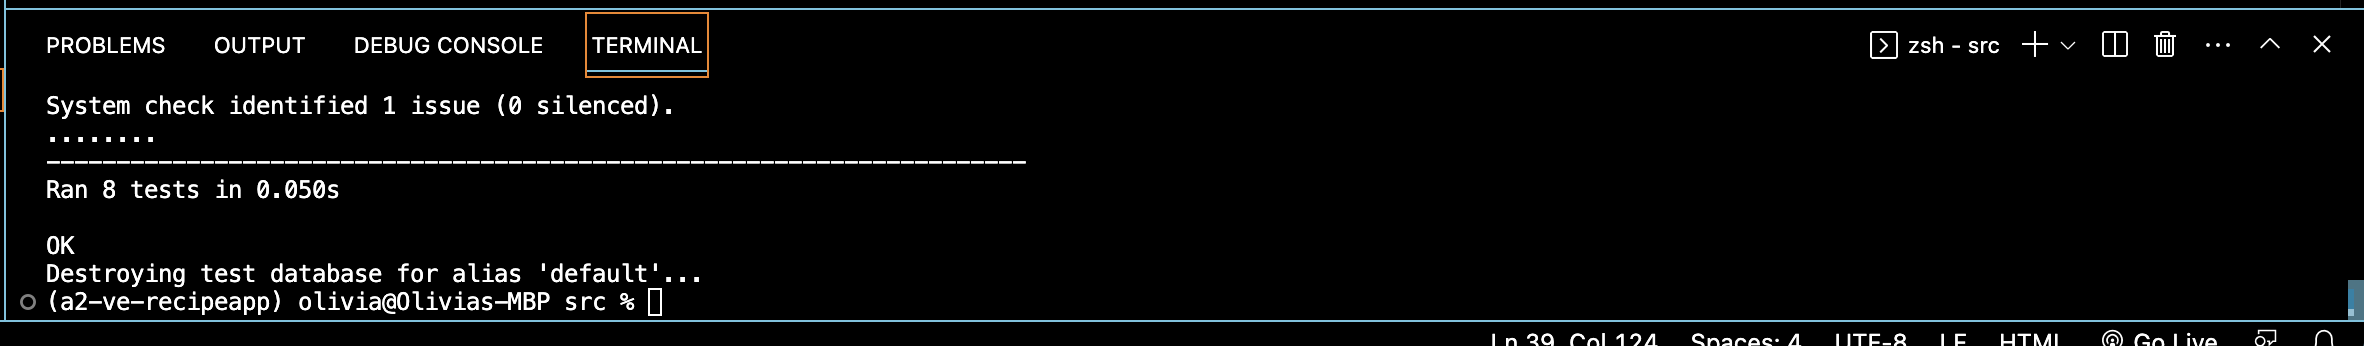 PROBLEMS OUTPUT DEBUG CONSOLE TERMINAL zsh - src
System check identified 1 issue (0 silenced).
........
----------------------------------------------------------------------
Ran 8 tests in 0.050s
OK
Destroying test database for alias 'default'...
(a2-ve-recipeapp) olivia@Olivias-MBP src %
Ln 39, Col 124 Spaces: 4 UTF-8 LF HTML Go Live